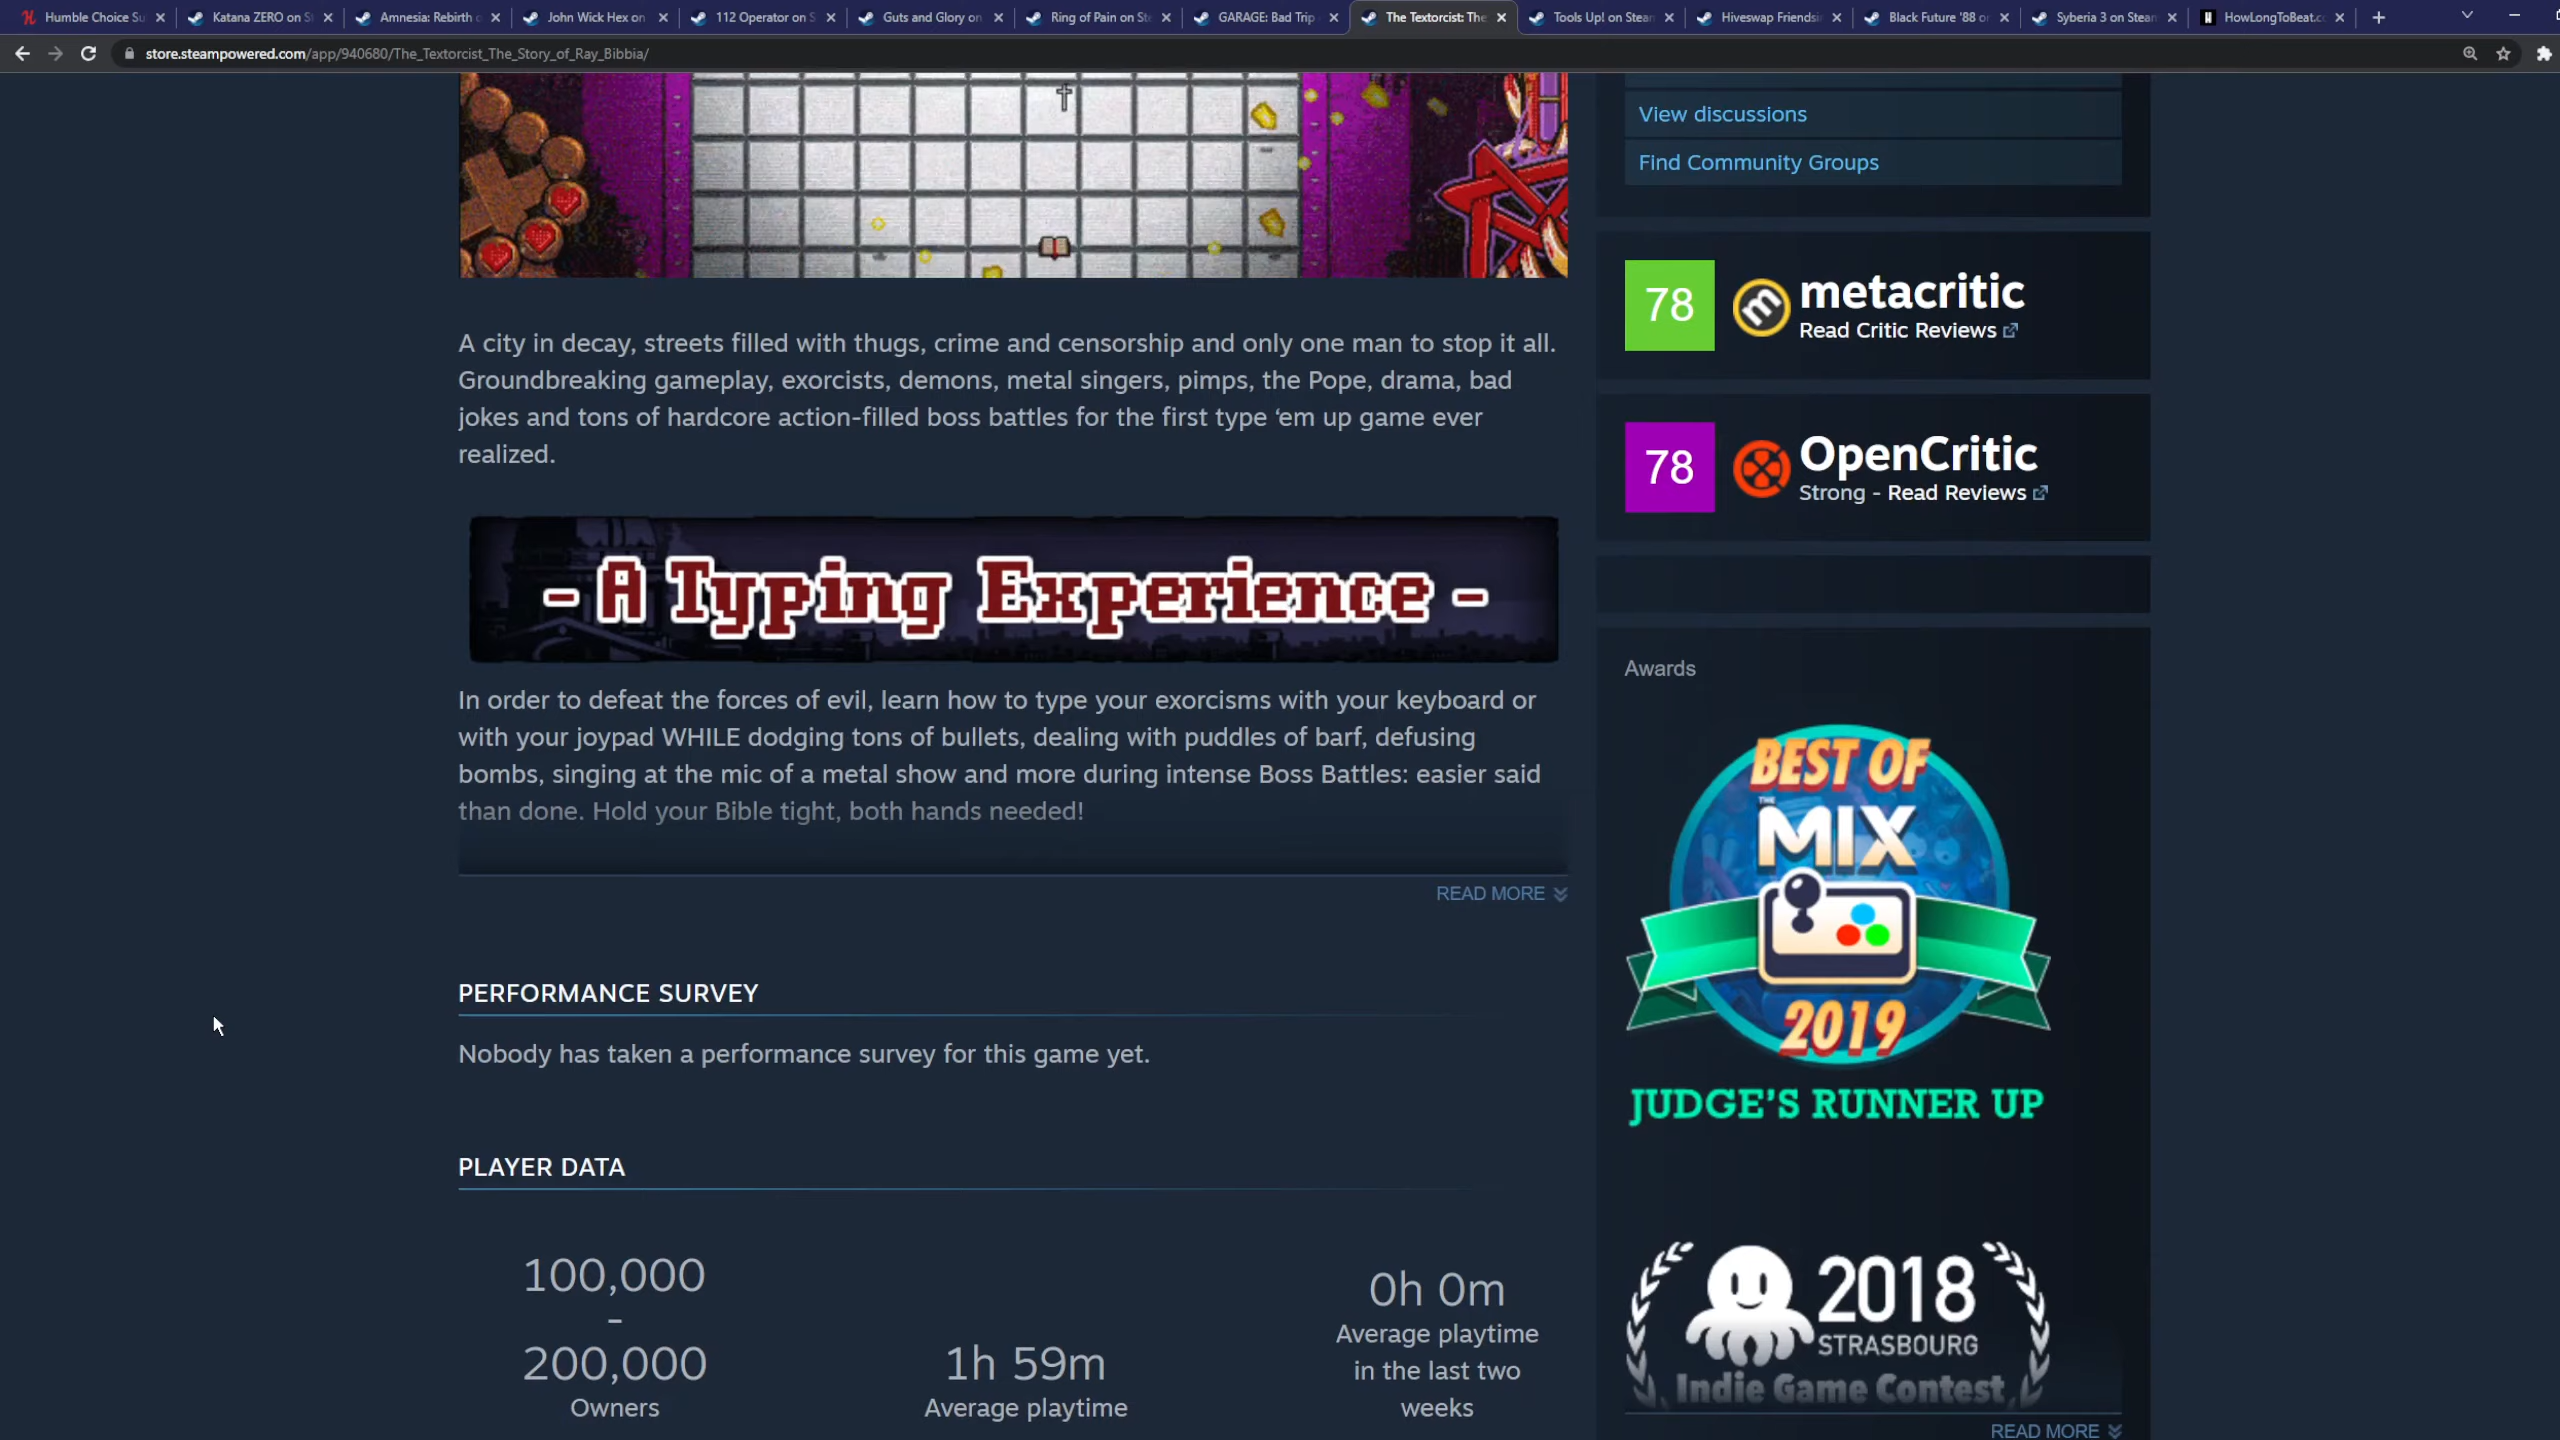 Humble Choice Su
Katana ZERO on S
Amnesia: Rebirth o
John Wick Hex on
112 Operator on S
Guts and Glory on
Ring of Pain on Ste
GARAGE: Bad Trip
The Textorcist: The
Tools Up! on Stean
Hiveswap Friendsi
Black Future '88 o
Syberia 3 on Stean
HowLongToBeat.c
store.steampowered.com/app/940680/The_Textorcist_The_Story_of_Ray_Bibbia/
View discussions
Find Community Groups
78
metacritic
Read Critic Reviews
78
OpenCritic
Strong - Read Reviews
A city in decay, streets filled with thugs, crime and censorship and only one man to stop it all.
Groundbreaking gameplay, exorcists, demons, metal singers, pimps, the Pope, drama, bad
jokes and tons of hardcore action-filled boss battles for the first type ‘em up game ever
realized.
- A Typing Experience -
In order to defeat the forces of evil, learn how to type your exorcisms with your keyboard or
with your joypad WHILE dodging tons of bullets, dealing with puddles of barf, defusing
bombs, singing at the mic of a metal show and more during intense Boss Battles: easier said
than done. Hold your Bible tight, both hands needed!
READ MORE
PERFORMANCE SURVEY
Nobody has taken a performance survey for this game yet.
PLAYER DATA
100,000
-
200,000
Owners
1h 59m
Average playtime
0h 0m
Average playtime
in the last two
weeks
Awards
BEST OF
THE
MIX
2019
JUDGE'S RUNNER UP
2018
STRASBOURG
Indie Game Contest
READ MORE